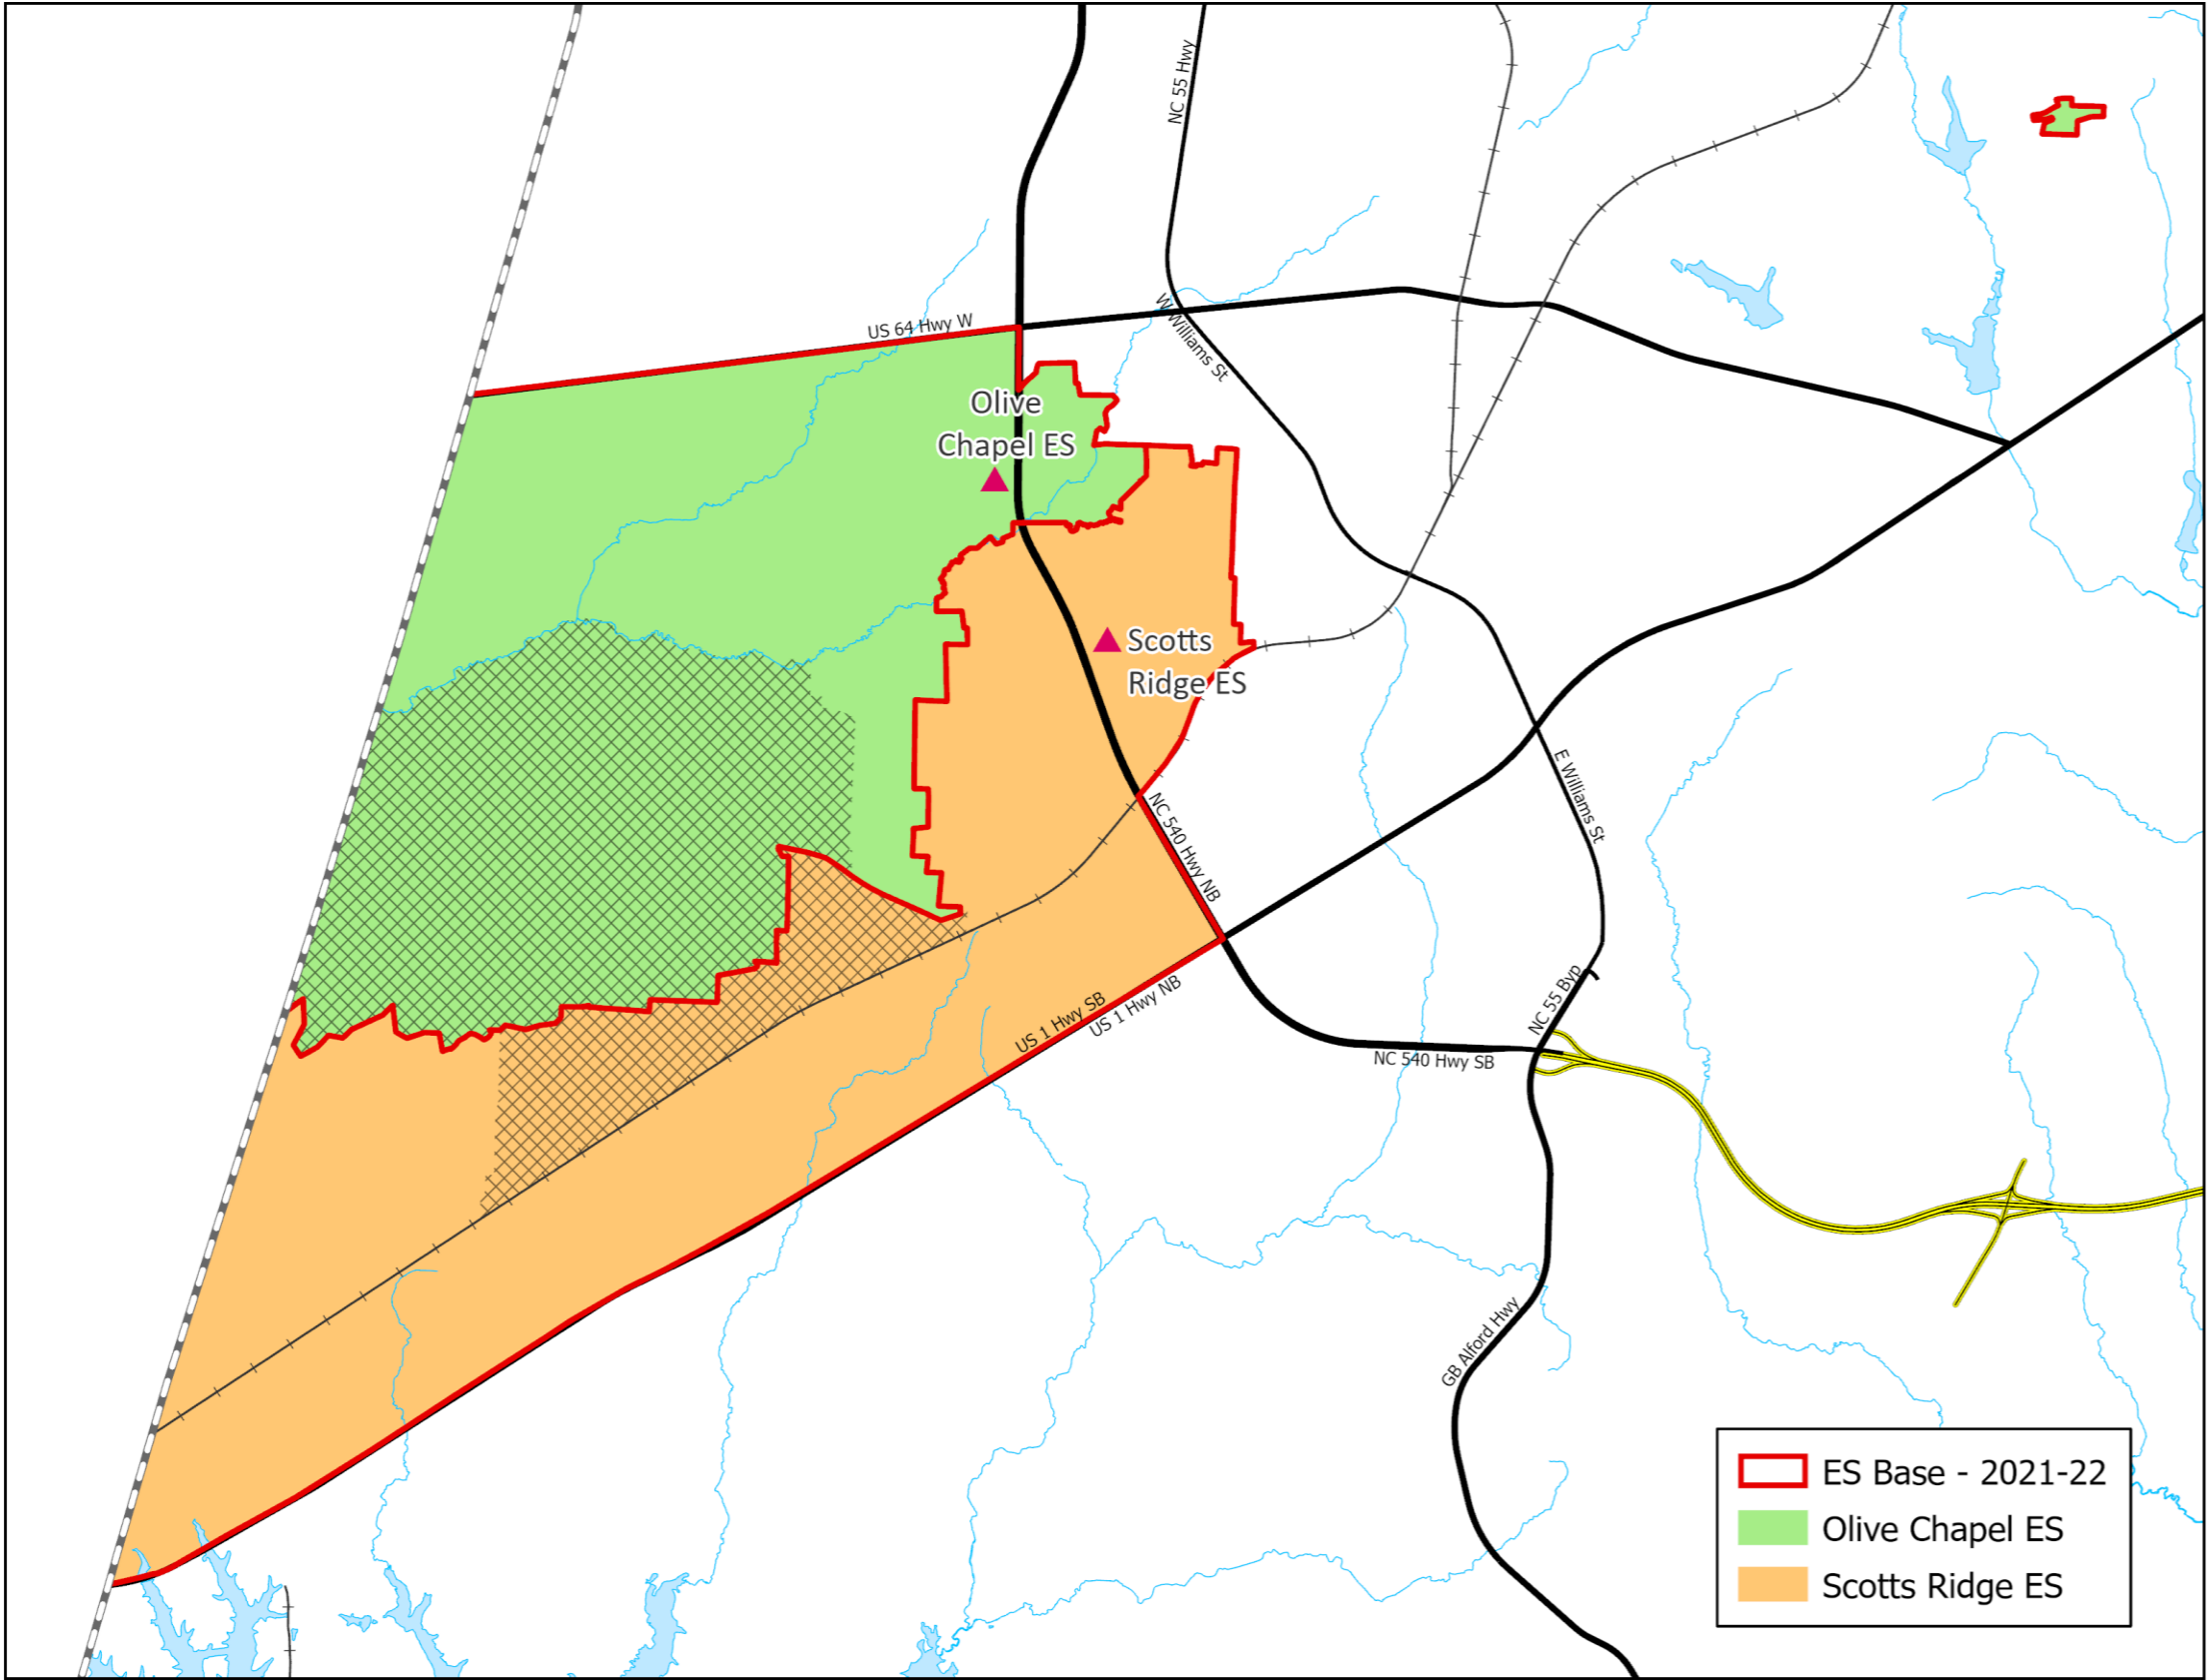 NC 55 Hwy
US 64 Hwy W
W Williams St
Olive
Chapel ES
Scotts
Ridge ES
E Williams St
NC 540 Hwy NB
NC 55 Byp
US 1 Hwy SB
US 1 Hwy NB
NC 540 Hwy SB
GB Alford Hwy
ES Base - 2021-22
Olive Chapel ES
Scotts Ridge ES